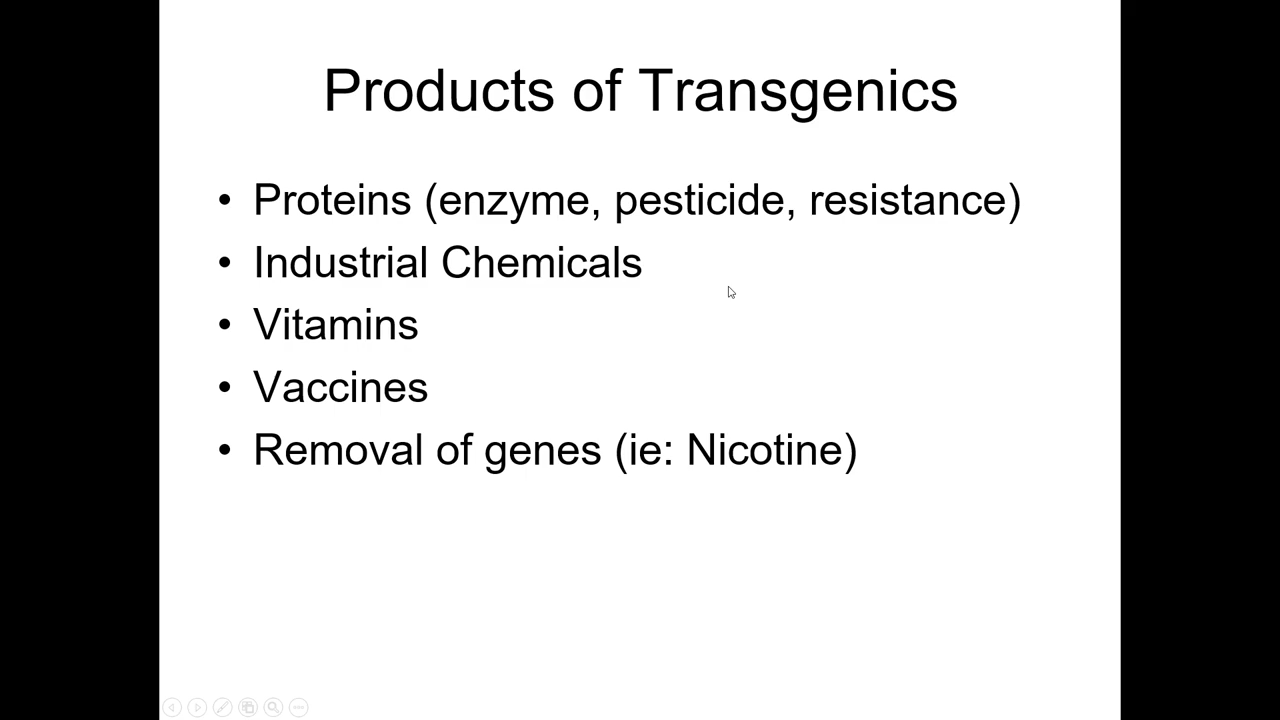 Products of Transgenics
• Proteins (enzyme, pesticide, resistance)
• Industrial Chemicals
• Vitamins
• Vaccines
• Removal of genes (ie: Nicotine)